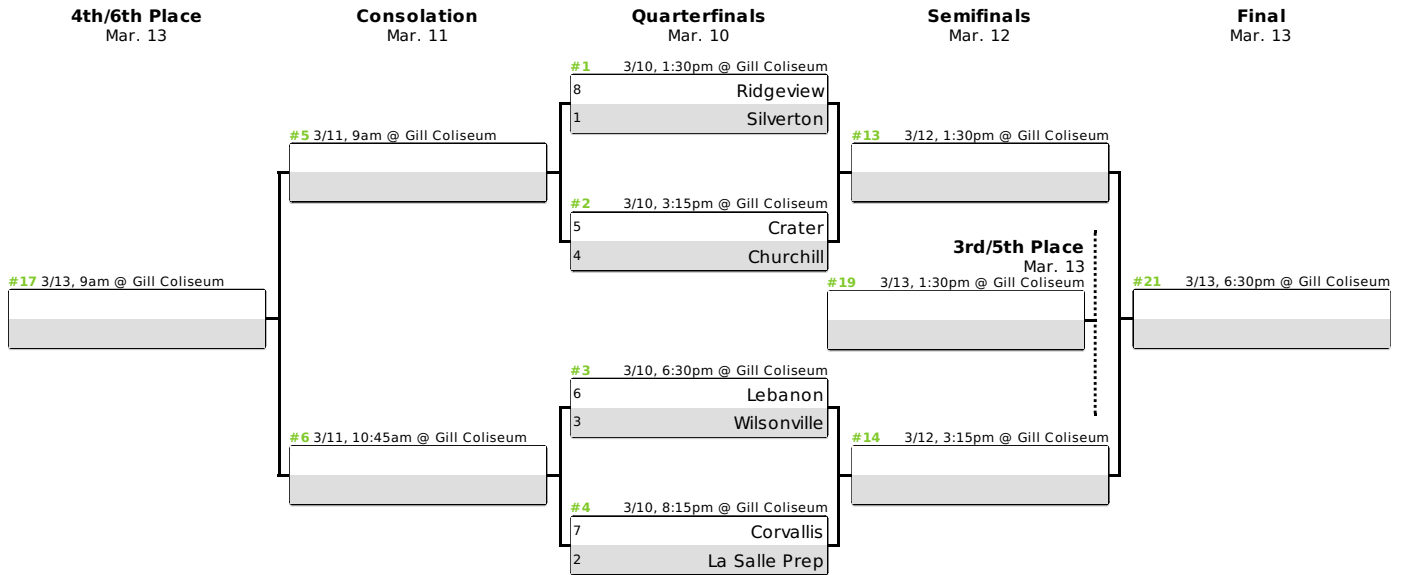 4th/6th Place
Mar. 13
Consolation
Mar. 11
Quarterfinals
Mar. 10
Semifinals
Mar. 12
Final
Mar. 13
#1 3/10, 1:30pm @ Gill Coliseum
8 Ridgeview
1 Silverton
#5 3/11, 9am @ Gill Coliseum
#13 3/12, 1:30pm @ Gill Coliseum
#2 3/10, 3:15pm @ Gill Coliseum
5 Crater
4 Churchill
3rd/5th Place
Mar. 13
#17 3/13, 9am @ Gill Coliseum
#19 3/13, 1:30pm @ Gill Coliseum
#21 3/13, 6:30pm @ Gill Coliseum
#3 3/10, 6:30pm @ Gill Coliseum
6 Lebanon
3 Wilsonville
#6 3/11, 10:45am @ Gill Coliseum
#14 3/12, 3:15pm @ Gill Coliseum
#4 3/10, 8:15pm @ Gill Coliseum
7 Corvallis
2 La Salle Prep